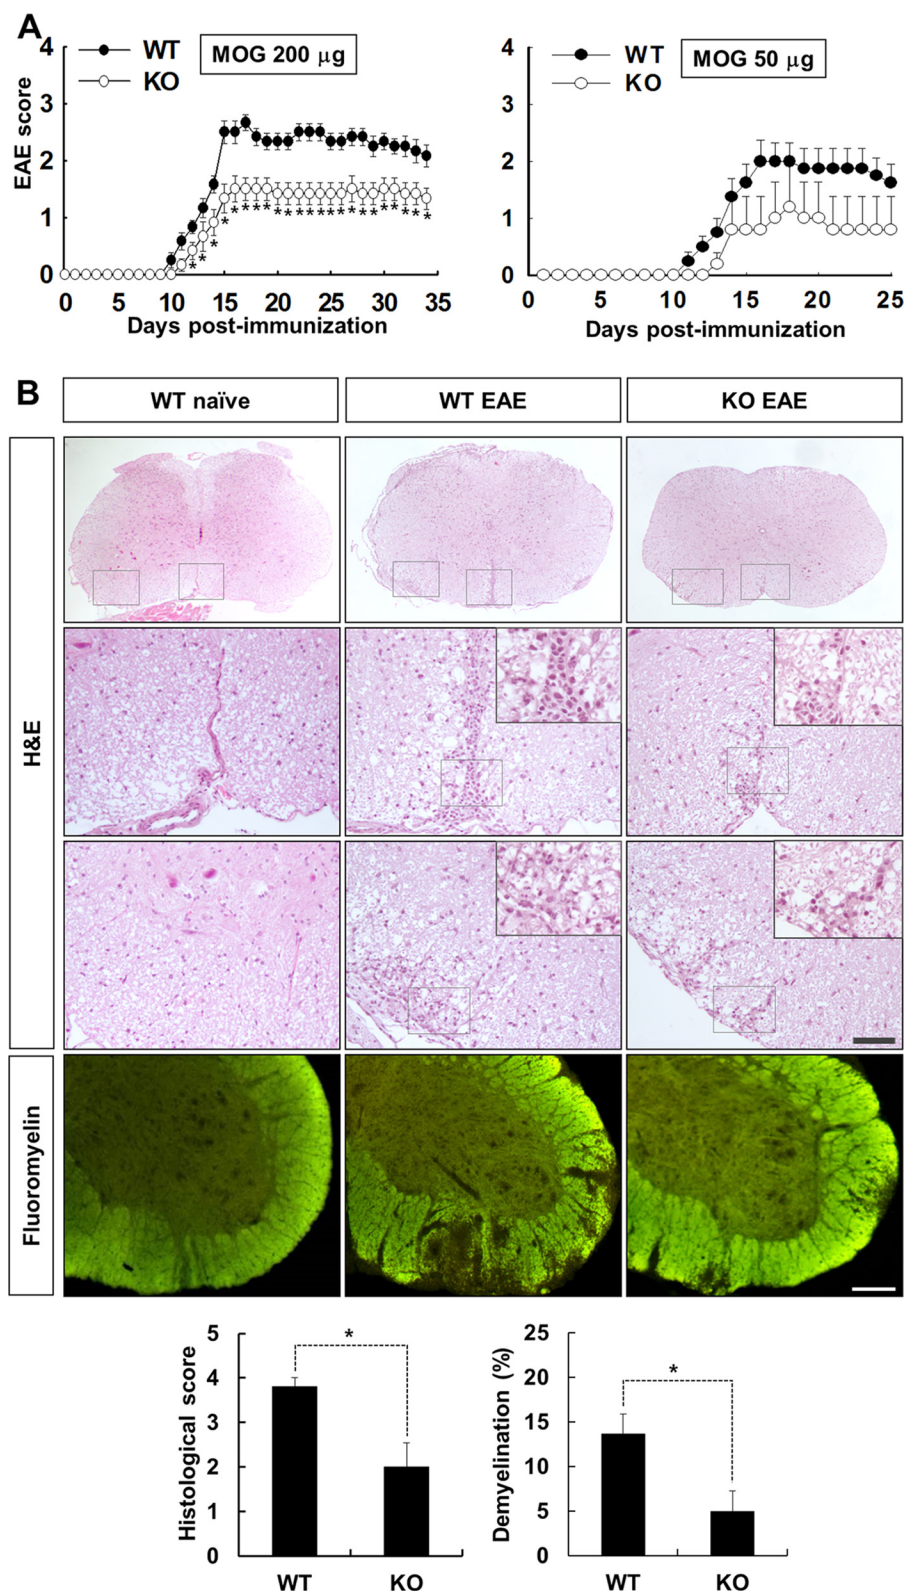 A
WT
KO
MOG 200 μg
EAE score
4
3
2
1
0
0 5 10 15 20 25 30 35
Days post-immunization
* * * * * * * * * * * * * * * * * * * * * * *
WT
KO
MOG 50 μg
4
3
2
1
0
0 5 10 15 20 25
Days post-immunization
B
WT naïve
WT EAE
KO EAE
H&E
Fluoromyelin
Histological score
5
4
3
2
1
0
*
WT KO
Demyelination (%)
25
20
15
10
5
0
*
WT KO